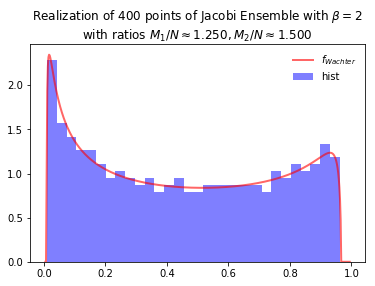 Realization of 400 points of Jacobi Ensemble with β = 2
with ratios M₁/N ≈ 1.250, M₂/N ≈ 1.500
f_Wachter
hist
2.0
1.5
1.0
0.5
0.0
0.0 0.2 0.4 0.6 0.8 1.0